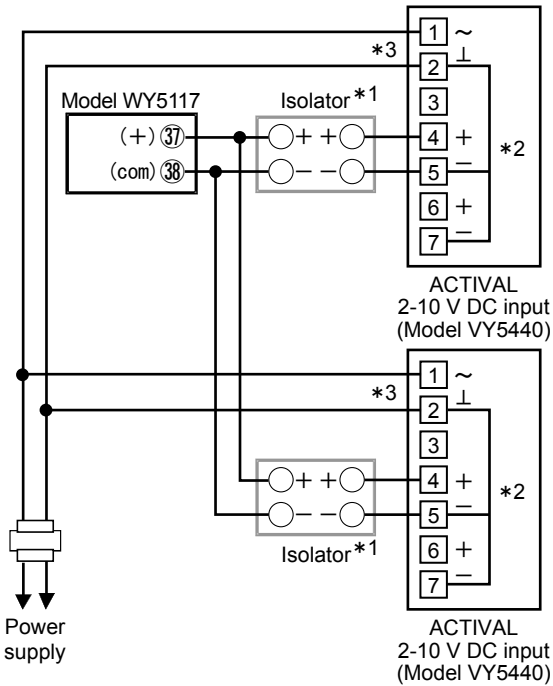 1 ~
*3 2 ⊥
Model WY5117 Isolator*1 3
(+) ㊲ + + 4 +
*2
(com) ㊳ − − 5 −
6 +
7 −
ACTIVAL
2-10 V DC input
(Model VY5440)
1 ~
*3 2 ⊥
3
+ + 4 +
*2
− − 5 −
Isolator*1 6 +
7 −
Power
supply
ACTIVAL
2-10 V DC input
(Model VY5440)